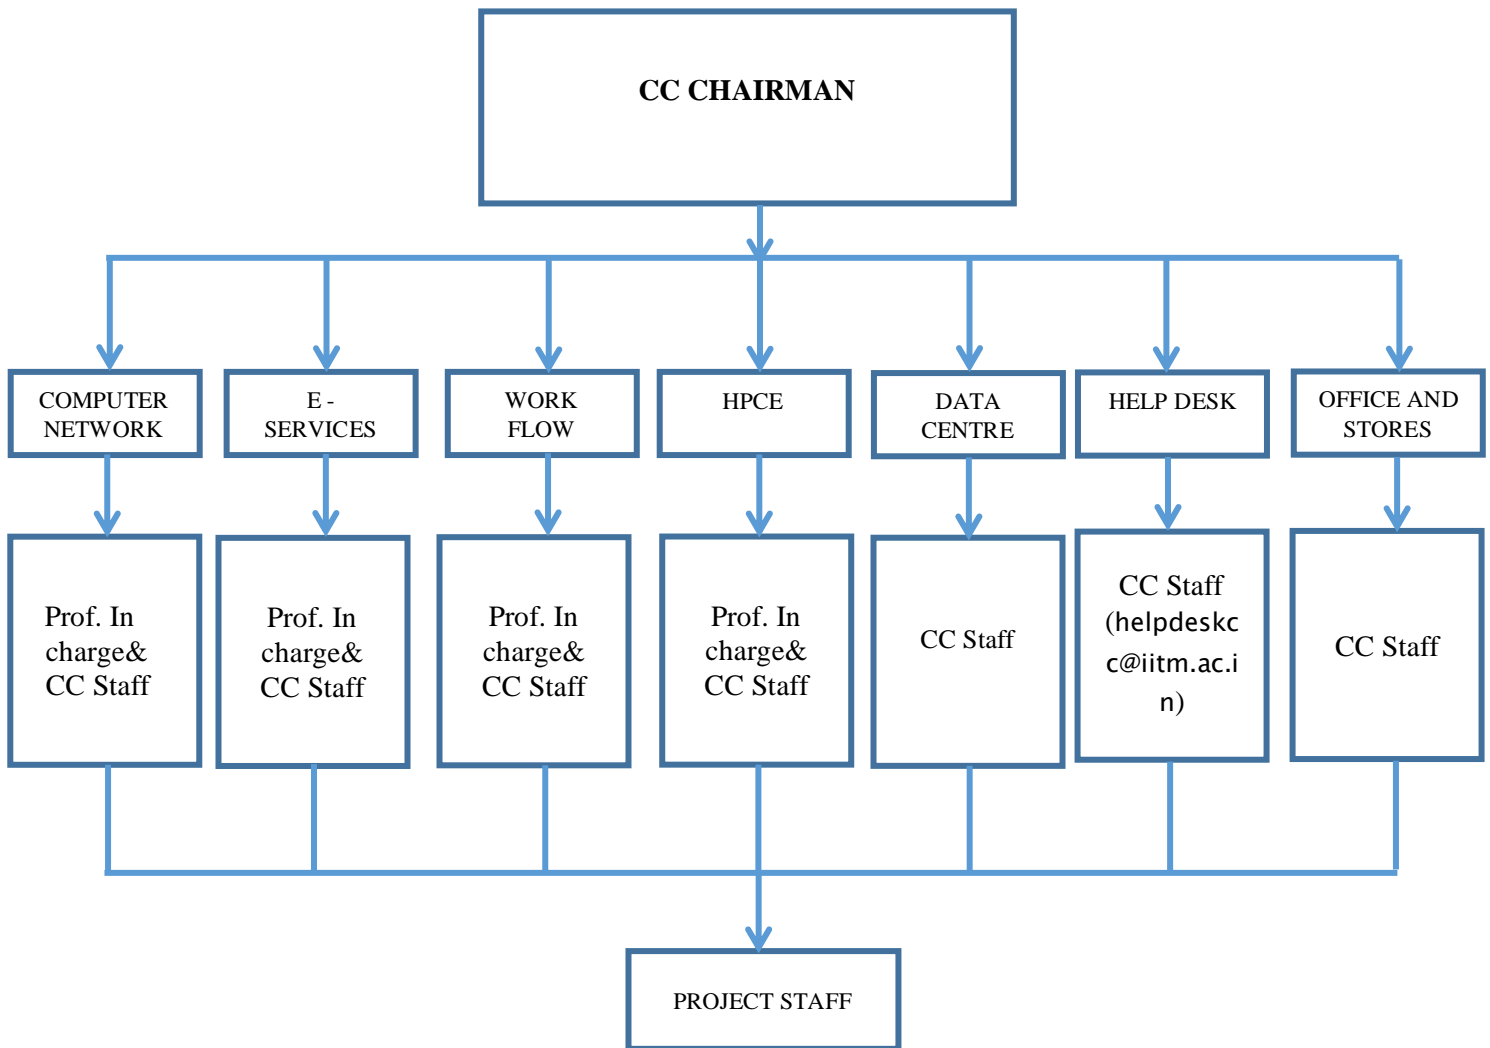 CC CHAIRMAN
COMPUTER
NETWORK
E -
SERVICES
WORK
FLOW
HPCE
DATA
CENTRE
HELP DESK
OFFICE AND
STORES
Prof. In
charge&
CC Staff
Prof. In
charge&
CC Staff
Prof. In
charge&
CC Staff
Prof. In
charge&
CC Staff
CC Staff
CC Staff
(helpdeskc
c@iitm.ac.i
n)
CC Staff
PROJECT STAFF